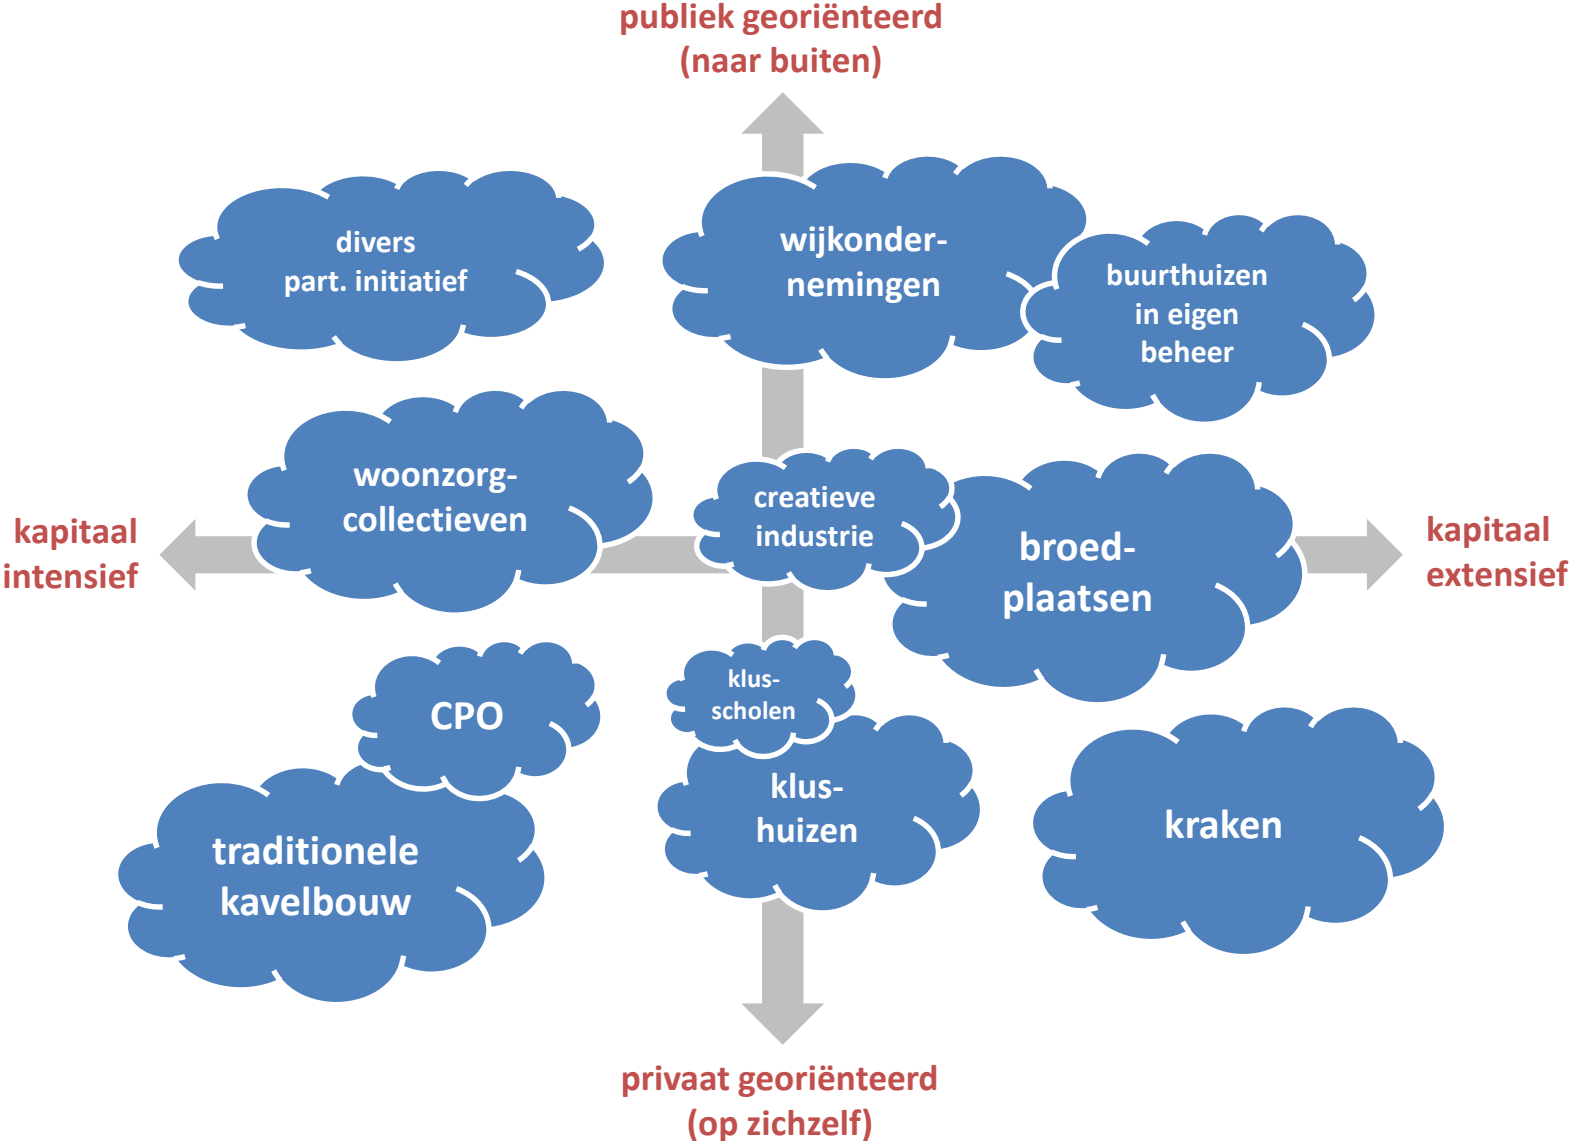 publiek georiënteerd
(naar buiten)
divers
part. initiatief
wijkonder-
nemingen
buurthuizen
in eigen
beheer
woonzorg-
collectieven
creatieve
industrie
broed-
plaatsen
kapitaal
intensief
kapitaal
extensief
CPO
klus-
scholen
klus-
huizen
kraken
traditionele
kavelbouw
privaat georiënteerd
(op zichzelf)